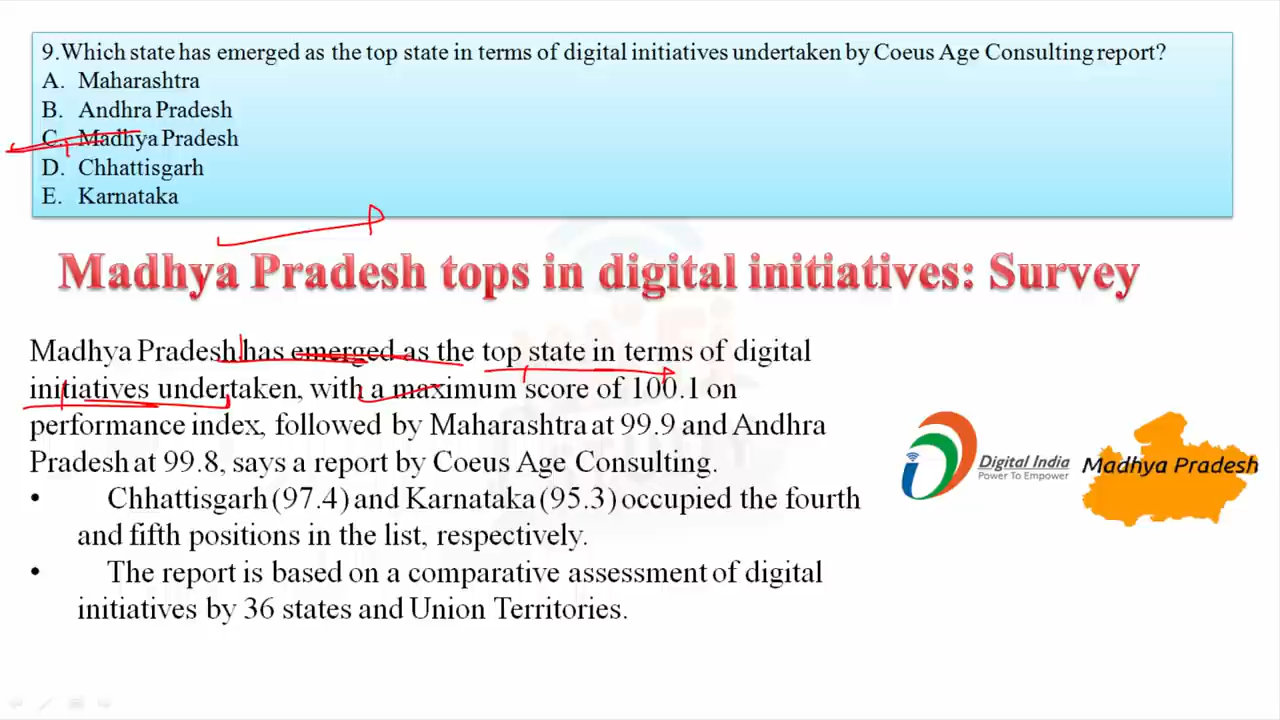 9.Which state has emerged as the top state in terms of digital initiatives undertaken by Coeus Age Consulting report?
A. Maharashtra
B. Andhra Pradesh
C. Madhya Pradesh
D. Chhattisgarh
E. Karnataka
Madhya Pradesh tops in digital initiatives: Survey
Madhya Pradesh has emerged as the top state in terms of digital
initiatives undertaken, with a maximum score of 100.1 on
performance index, followed by Maharashtra at 99.9 and Andhra
Pradesh at 99.8, says a report by Coeus Age Consulting.
• Chhattisgarh (97.4) and Karnataka (95.3) occupied the fourth
and fifth positions in the list, respectively.
• The report is based on a comparative assessment of digital
initiatives by 36 states and Union Territories.
Digital India
Power To Empower
Madhya Pradesh